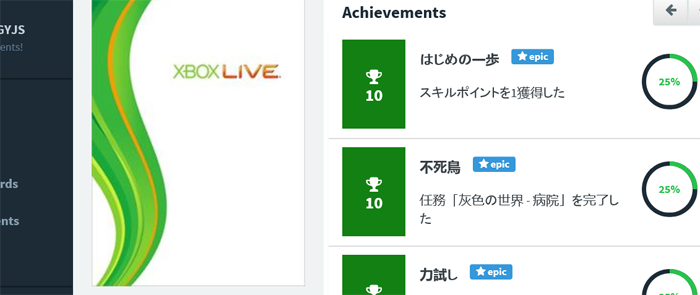 GYJS
ents!
rds
ents
XBOX LIVE
Achievements
はじめの一歩 epic
10
スキルポイントを1獲得した
25%
不死鳥 epic
10
任務「灰色の世界 - 病院」を完了し
た
25%
力試し epic